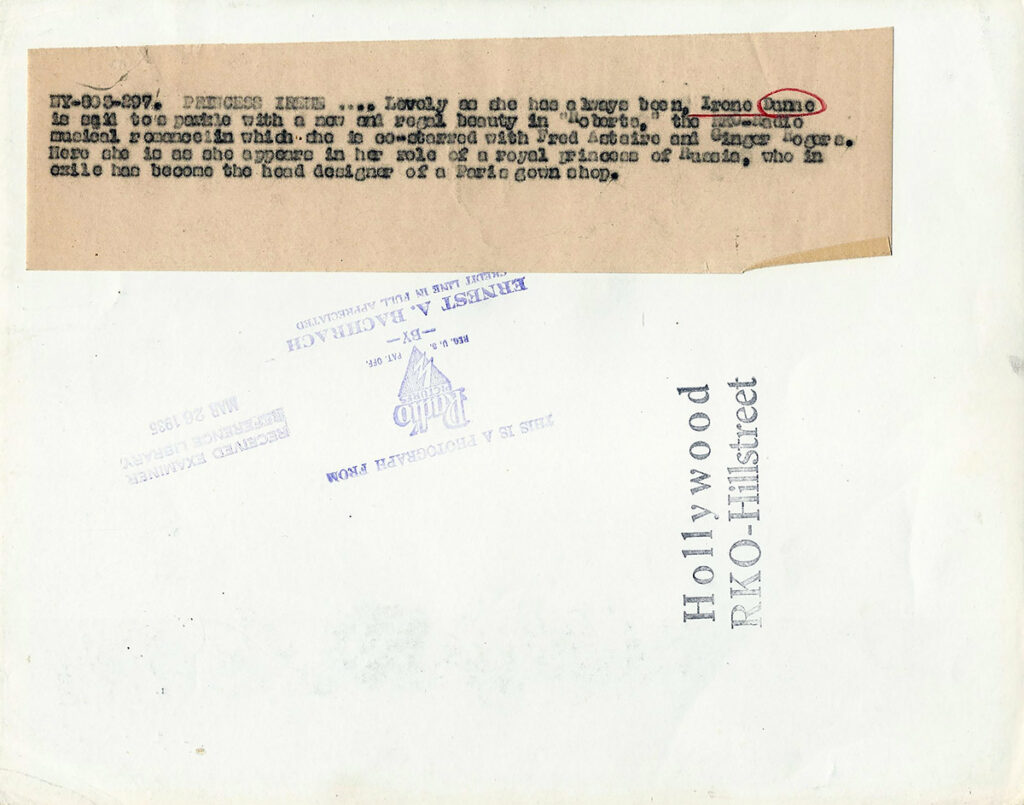 NY-803-297. PRINCESS IRENE .... Lovely as she has always been, Irene Dunne
is said to sparkle with a new and regal beauty in "Roberta," the RKO-Radio
musical romance in which she is co-starred with Fred Astaire and Ginger Rogers.
Here she is as she appears in her role of a royal princess of Russia, who in
exile has become the head designer of a Paris gown shop.
THIS IS A PHOTOGRAPH FROM
Radio
PICTURES
REG. U. S. PAT. OFF.
—BY—
ERNEST A. BACHRACH
CREDIT LINE IN FULL APPRECIATED
RECEIVED EXAMINER
REFERENCE LIBRARY
MAR 26 1935
Hollywood
RKO-Hillstreet